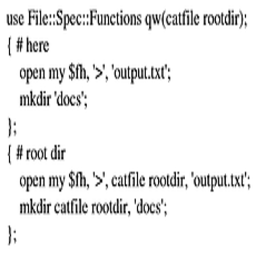 use File::Spec::Functions qw(catfile rootdir);
{ # here
open my $fh, '>', 'output.txt';
mkdir 'docs';
};
{ # root dir
open my $fh, '>', catfile rootdir, 'output.txt';
mkdir catfile rootdir, 'docs';
};